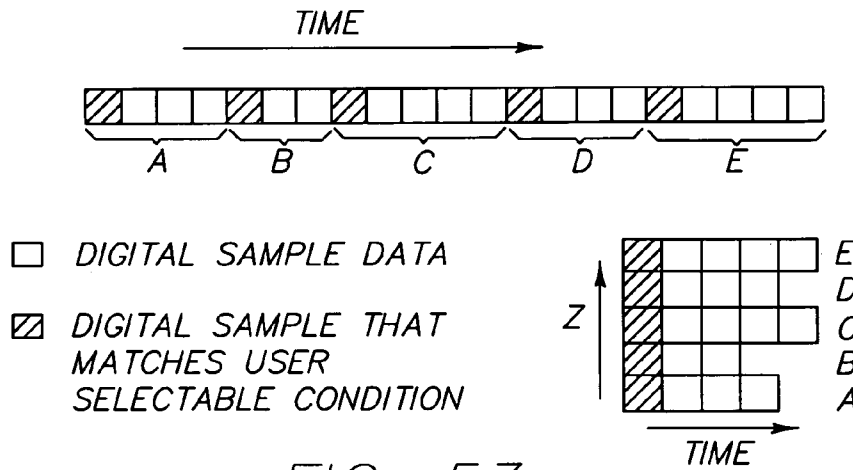 TIME
A B C D E
DIGITAL SAMPLE DATA
DIGITAL SAMPLE THAT
MATCHES USER
SELECTABLE CONDITION
Z
E
D
C
B
A
TIME